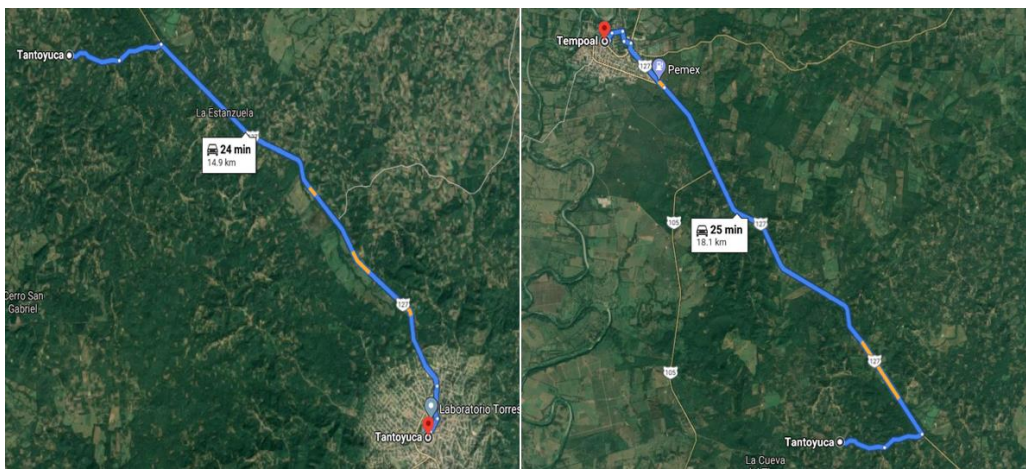 Tantoyuca
La Estanzuela
24 min
14.9 km
Cerro San
Gabriel
127
Laboratorio Torres
Tantoyuca
Tempoal
127
Pemex
105
127
25 min
18.1 km
127
105
Tantoyuca
La Cueva